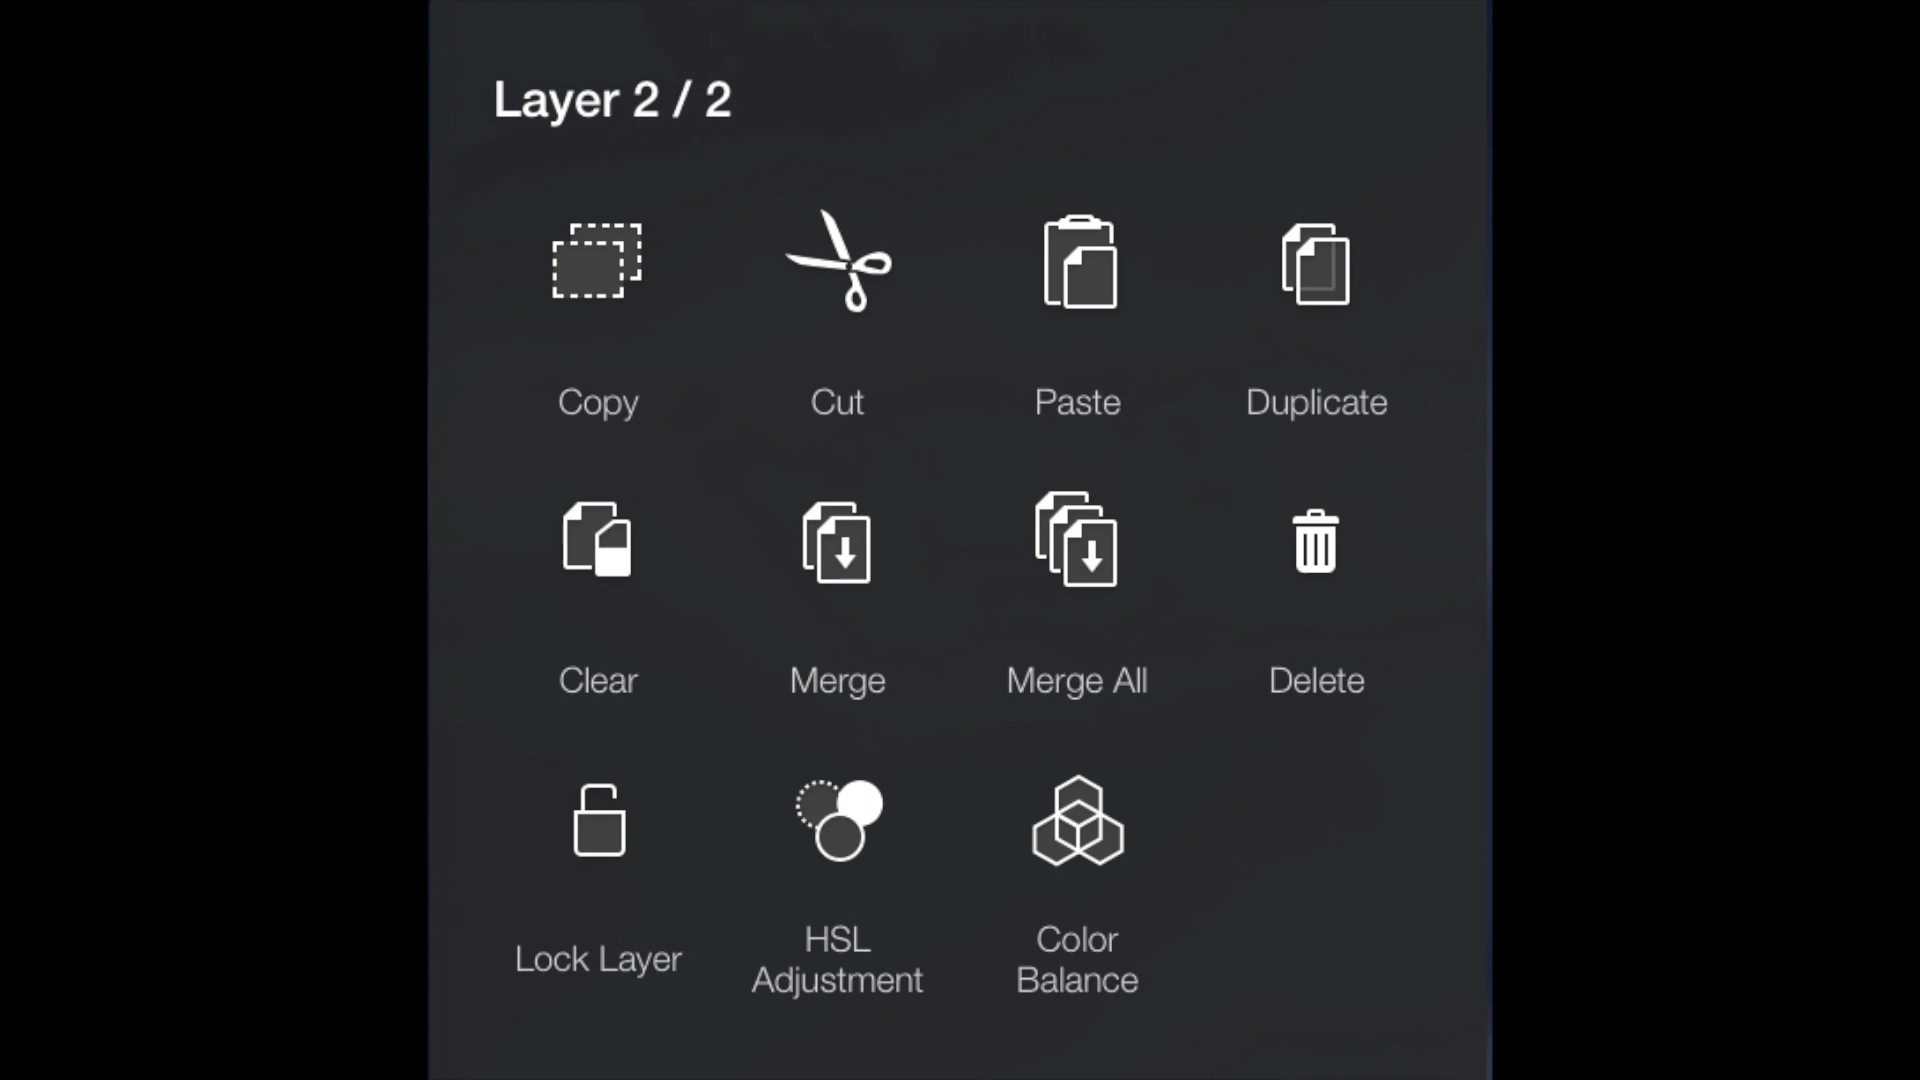 Layer 2 / 2
Copy
Cut
Paste
Duplicate
Clear
Merge
Merge All
Delete
Lock Layer
HSL
Adjustment
Color
Balance